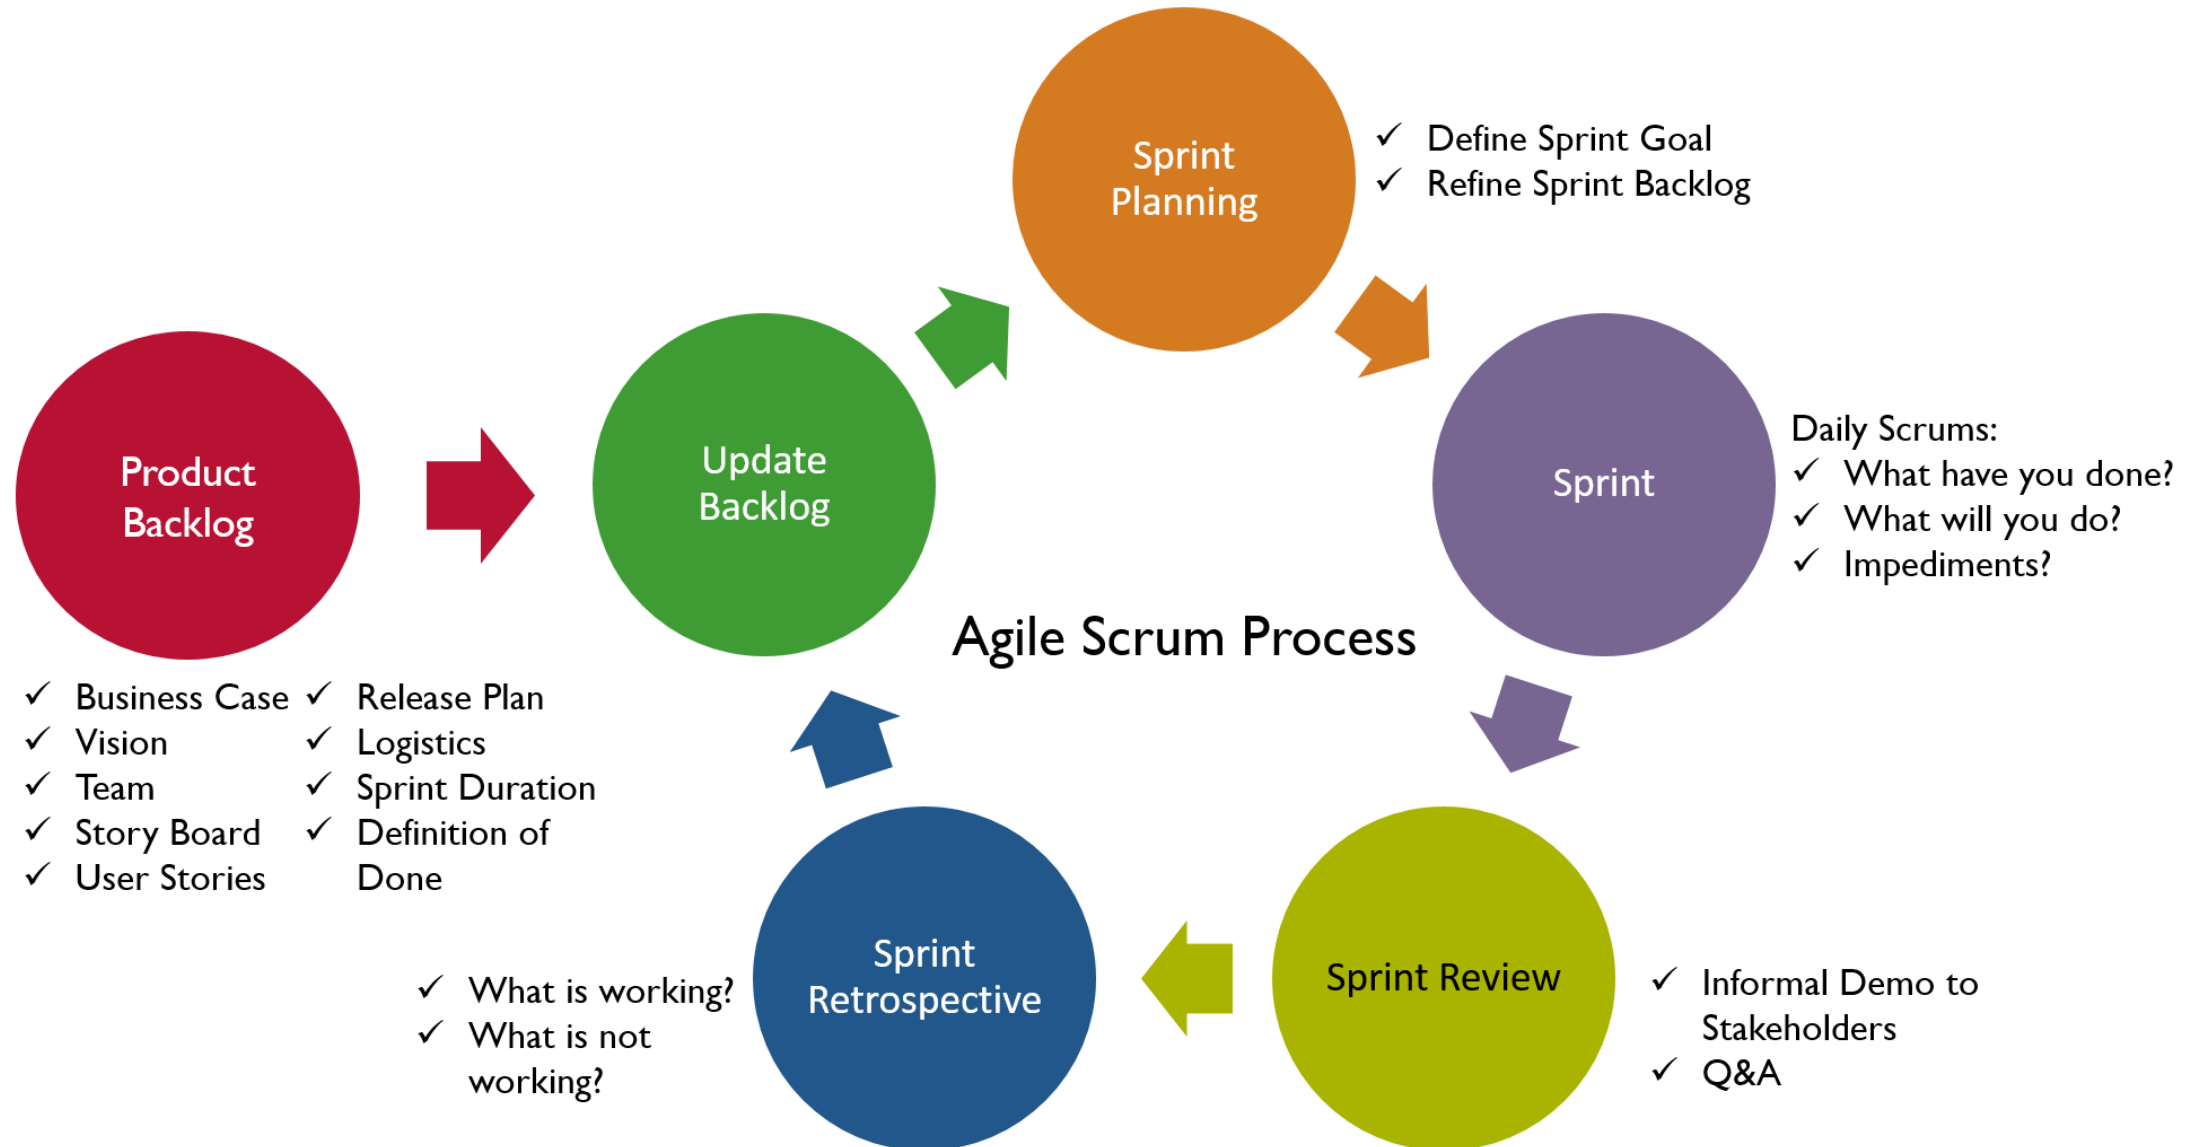 Sprint
Planning
✓ Define Sprint Goal
✓ Refine Sprint Backlog
Product
Backlog
Update
Backlog
Sprint
Daily Scrums:
✓ What have you done?
✓ What will you do?
✓ Impediments?
Agile Scrum Process
✓ Business Case
✓ Vision
✓ Team
✓ Story Board
✓ User Stories
✓ Release Plan
✓ Logistics
✓ Sprint Duration
✓ Definition of
Done
✓ What is working?
✓ What is not
working?
Sprint
Retrospective
Sprint Review
✓ Informal Demo to
Stakeholders
✓ Q&A